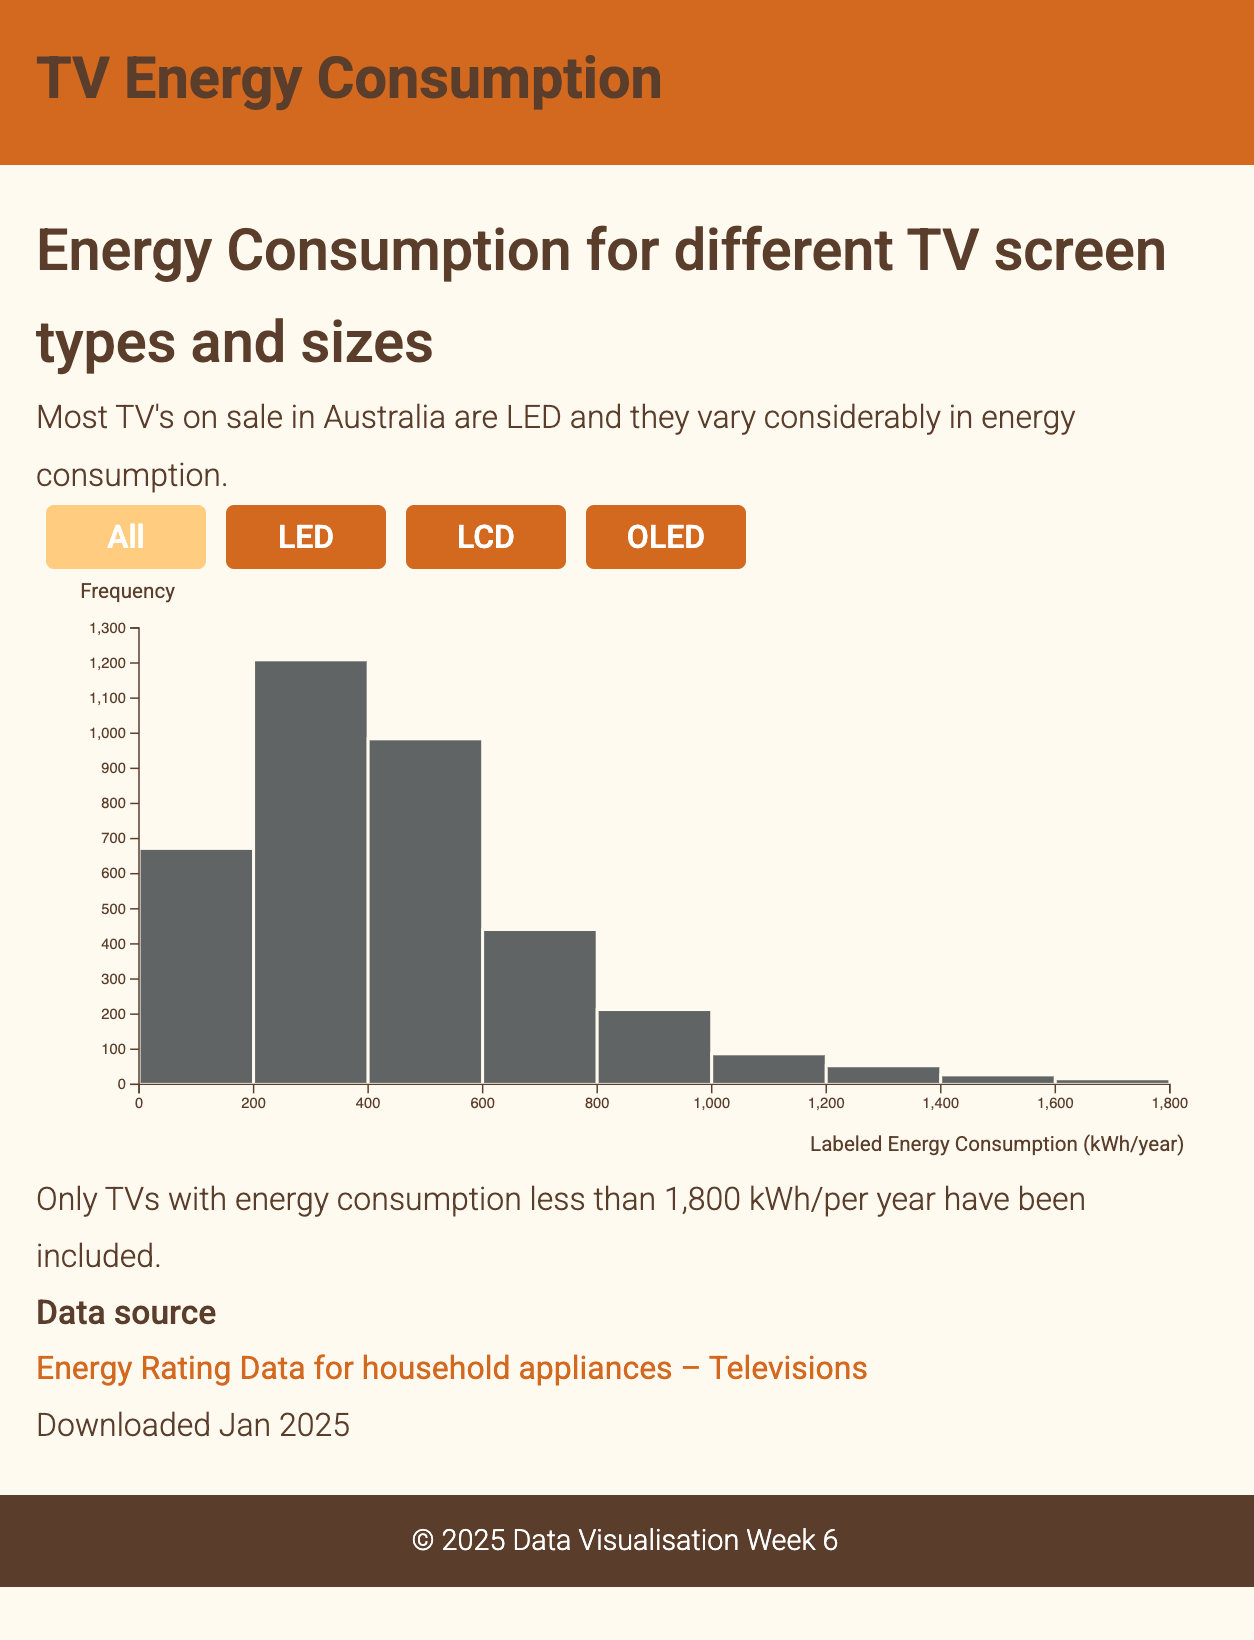 TV Energy Consumption
Energy Consumption for different TV screen
types and sizes
Most TV's on sale in Australia are LED and they vary considerably in energy
consumption.
All LED LCD OLED
Frequency
1,300
1,200
1,100
1,000
900
800
700
600
500
400
300
200
100
0
0 200 400 600 800 1,000 1,200 1,400 1,600 1,800
Labeled Energy Consumption (kWh/year)
Only TVs with energy consumption less than 1,800 kWh/per year have been
included.
Data source
Energy Rating Data for household appliances – Televisions
Downloaded Jan 2025
© 2025 Data Visualisation Week 6